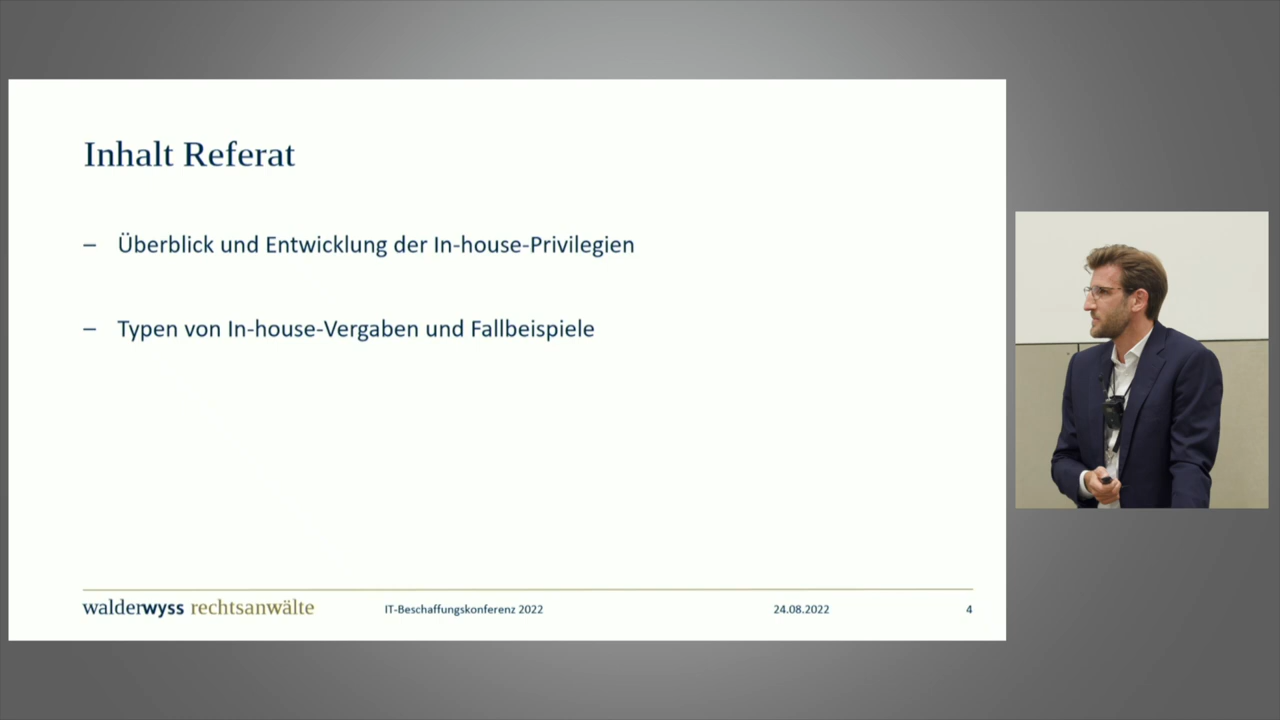 Inhalt Referat
– Überblick und Entwicklung der In-house-Privilegien
– Typen von In-house-Vergaben und Fallbeispiele
walderwyss rechtsanwälte IT-Beschaffungskonferenz 2022 24.08.2022 4